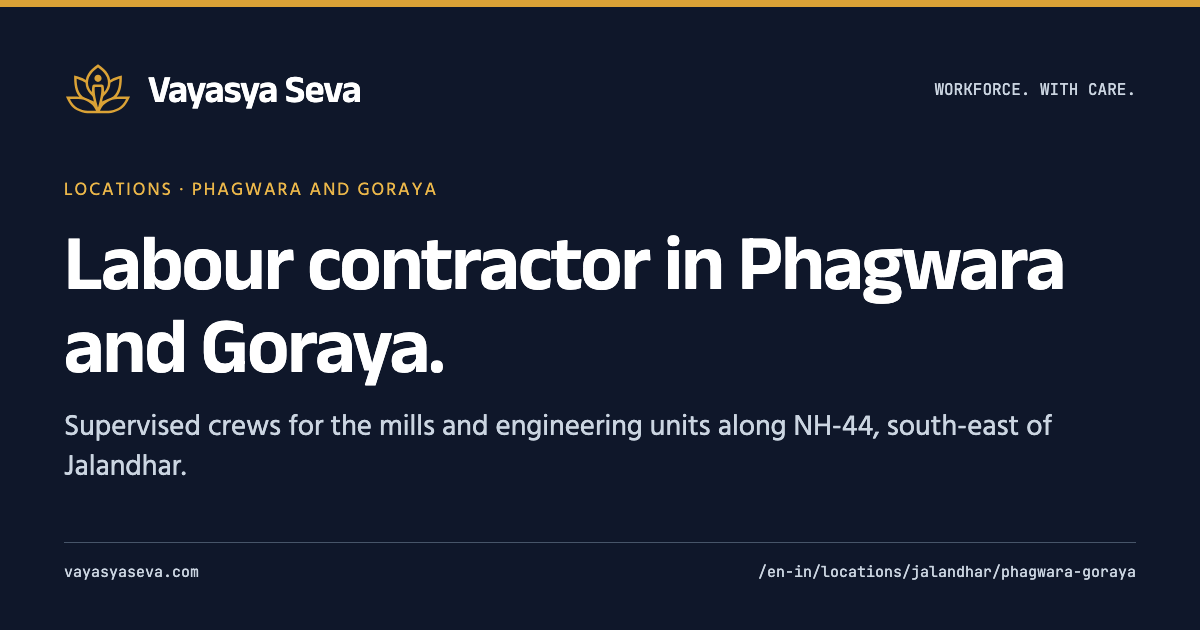 Vayasya Seva
WORKFORCE. WITH CARE.
LOCATIONS · PHAGWARA AND GORAYA
Labour contractor in Phagwara
and Goraya.
Supervised crews for the mills and engineering units along NH-44, south-east of
Jalandhar.
vayasyaseva.com
/en-in/locations/jalandhar/phagwara-goraya